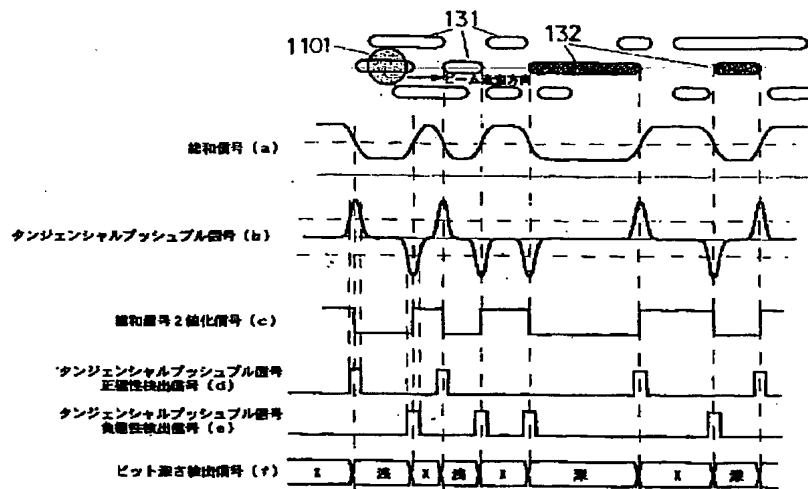 131
1101
132
ビーム進行方向
総和信号 (a)
タンジェンシャルプッシュプル信号 (b)
総和信号2値化信号 (c)
タンジェンシャルプッシュプル信号
正極性検出信号 (d)
タンジェンシャルプッシュプル信号
負極性検出信号 (e)
ピット深さ検出信号 (f)
X 浅 X 浅 X 深 X 深